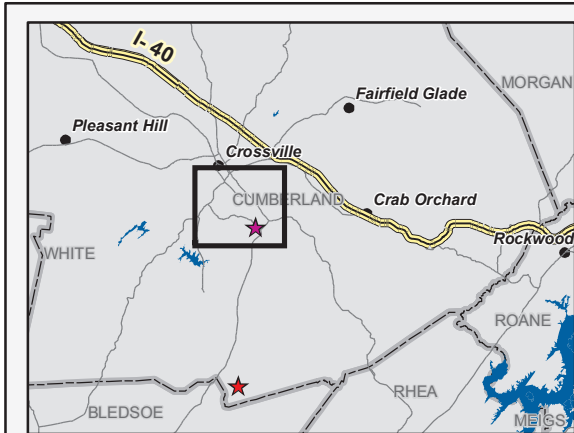 I-40
MORGAN
Fairfield Glade
Pleasant Hill
Crossville
CUMBERLAND
Crab Orchard
Rockwood
WHITE
ROANE
RHEA
BLEDSOE
MEIGS